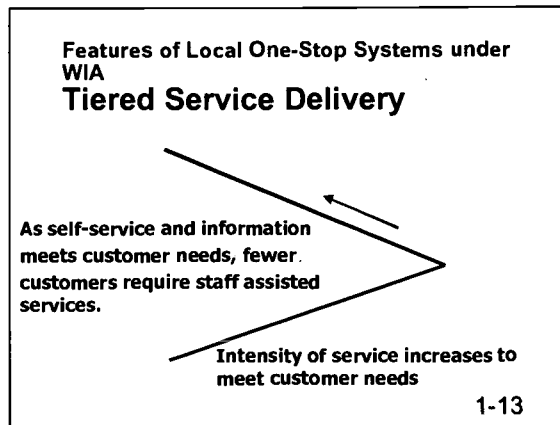 Features of Local One-Stop Systems under
WIA
Tiered Service Delivery
As self-service and information
meets customer needs, fewer
customers require staff assisted
services.
Intensity of service increases to
meet customer needs
1-13